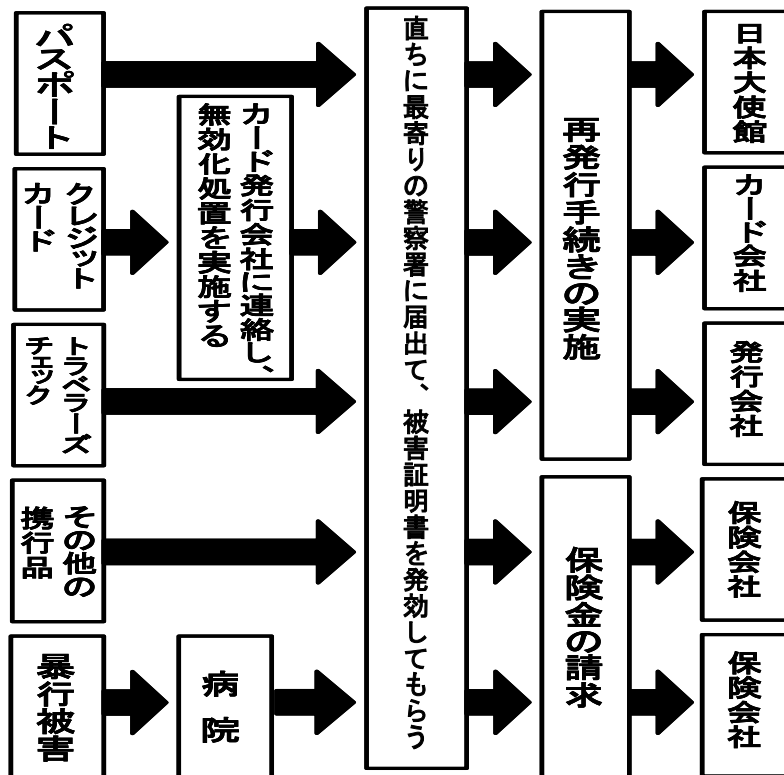 パスポート
クレジット
カード
トラベラーズ
チェック
その他の
携行品
暴行被害
カード発行会社に連絡し、
無効化処置を実施する
病院
直ちに最寄りの警察署に届出て、被害証明書を発効してもらう
再発行手続きの実施
保険金の請求
日本大使館
カード会社
発行会社
保険会社
保険会社